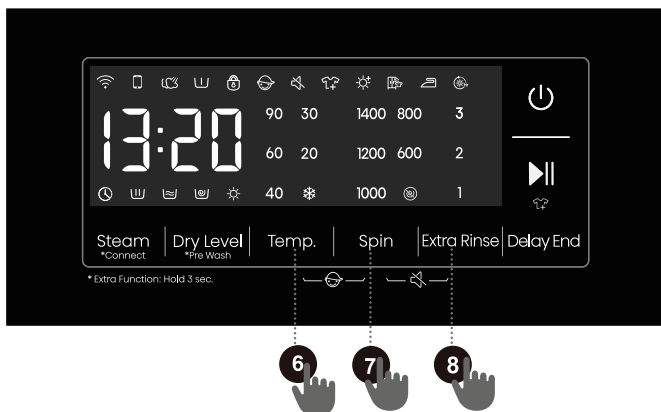 13:20
90 30 1400 800 3
60 20 1200 600 2
40 1000 1
Steam Dry Level Temp. Spin Extra Rinse Delay End
*Connect *Pre Wash
* Extra Function: Hold 3 sec.
6 7 8